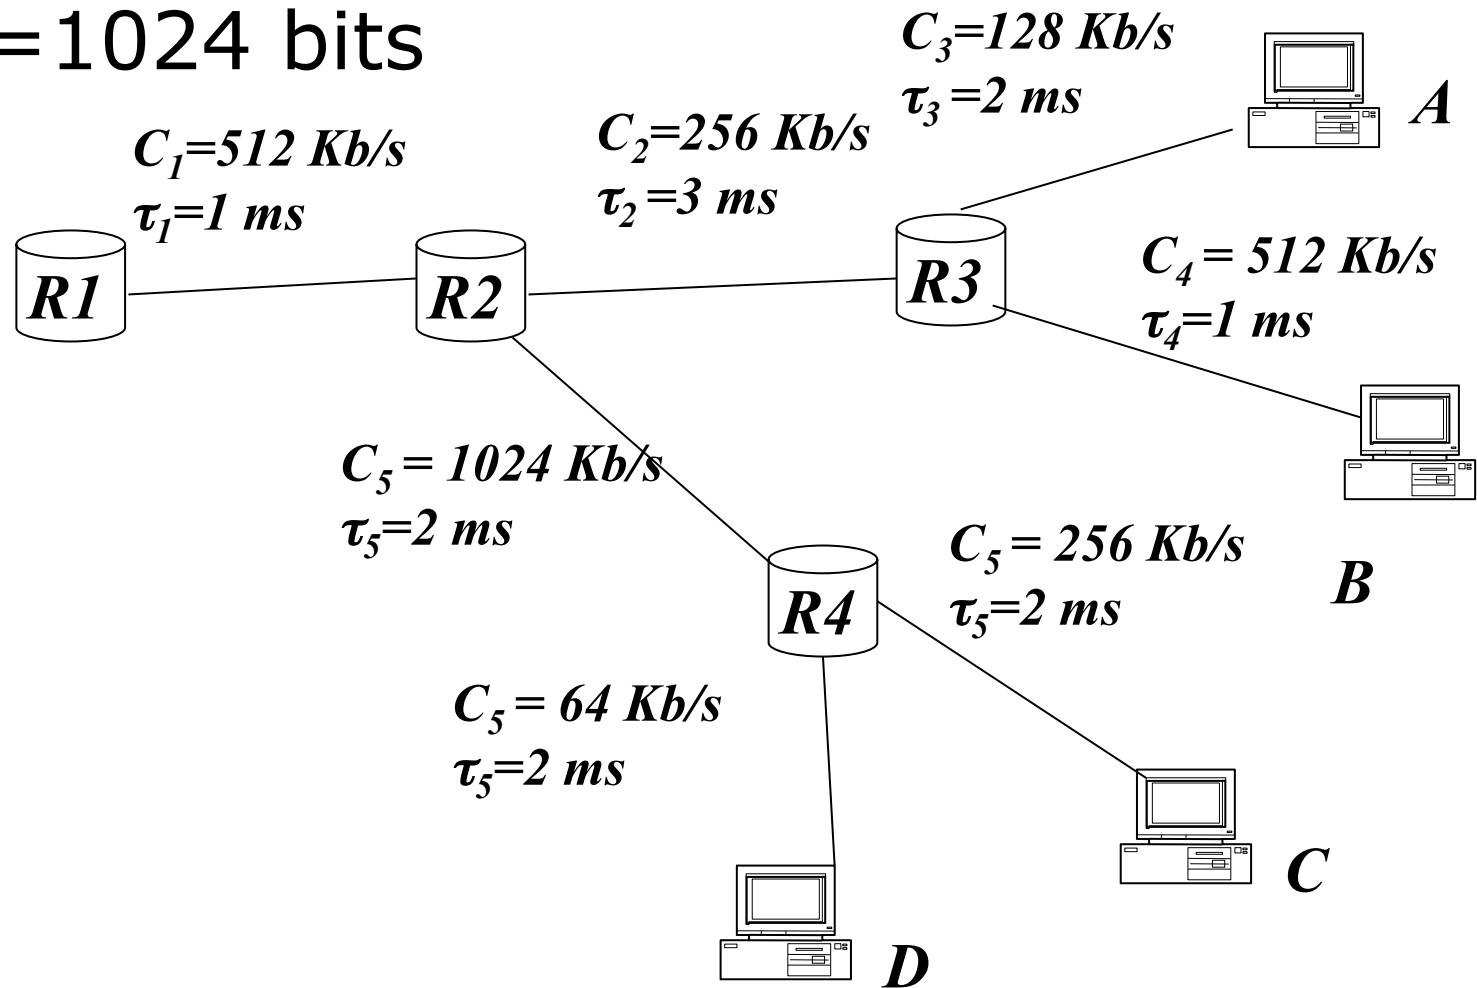 =1024 bits
C3=128 Kb/s
τ3 =2 ms
A
C1=512 Kb/s
τ1=1 ms
C2=256 Kb/s
τ2 =3 ms
R1
R2
R3
C4 = 512 Kb/s
τ4=1 ms
B
C5 = 1024 Kb/s
τ5=2 ms
R4
C5 = 256 Kb/s
τ5=2 ms
C5 = 64 Kb/s
τ5=2 ms
C
D